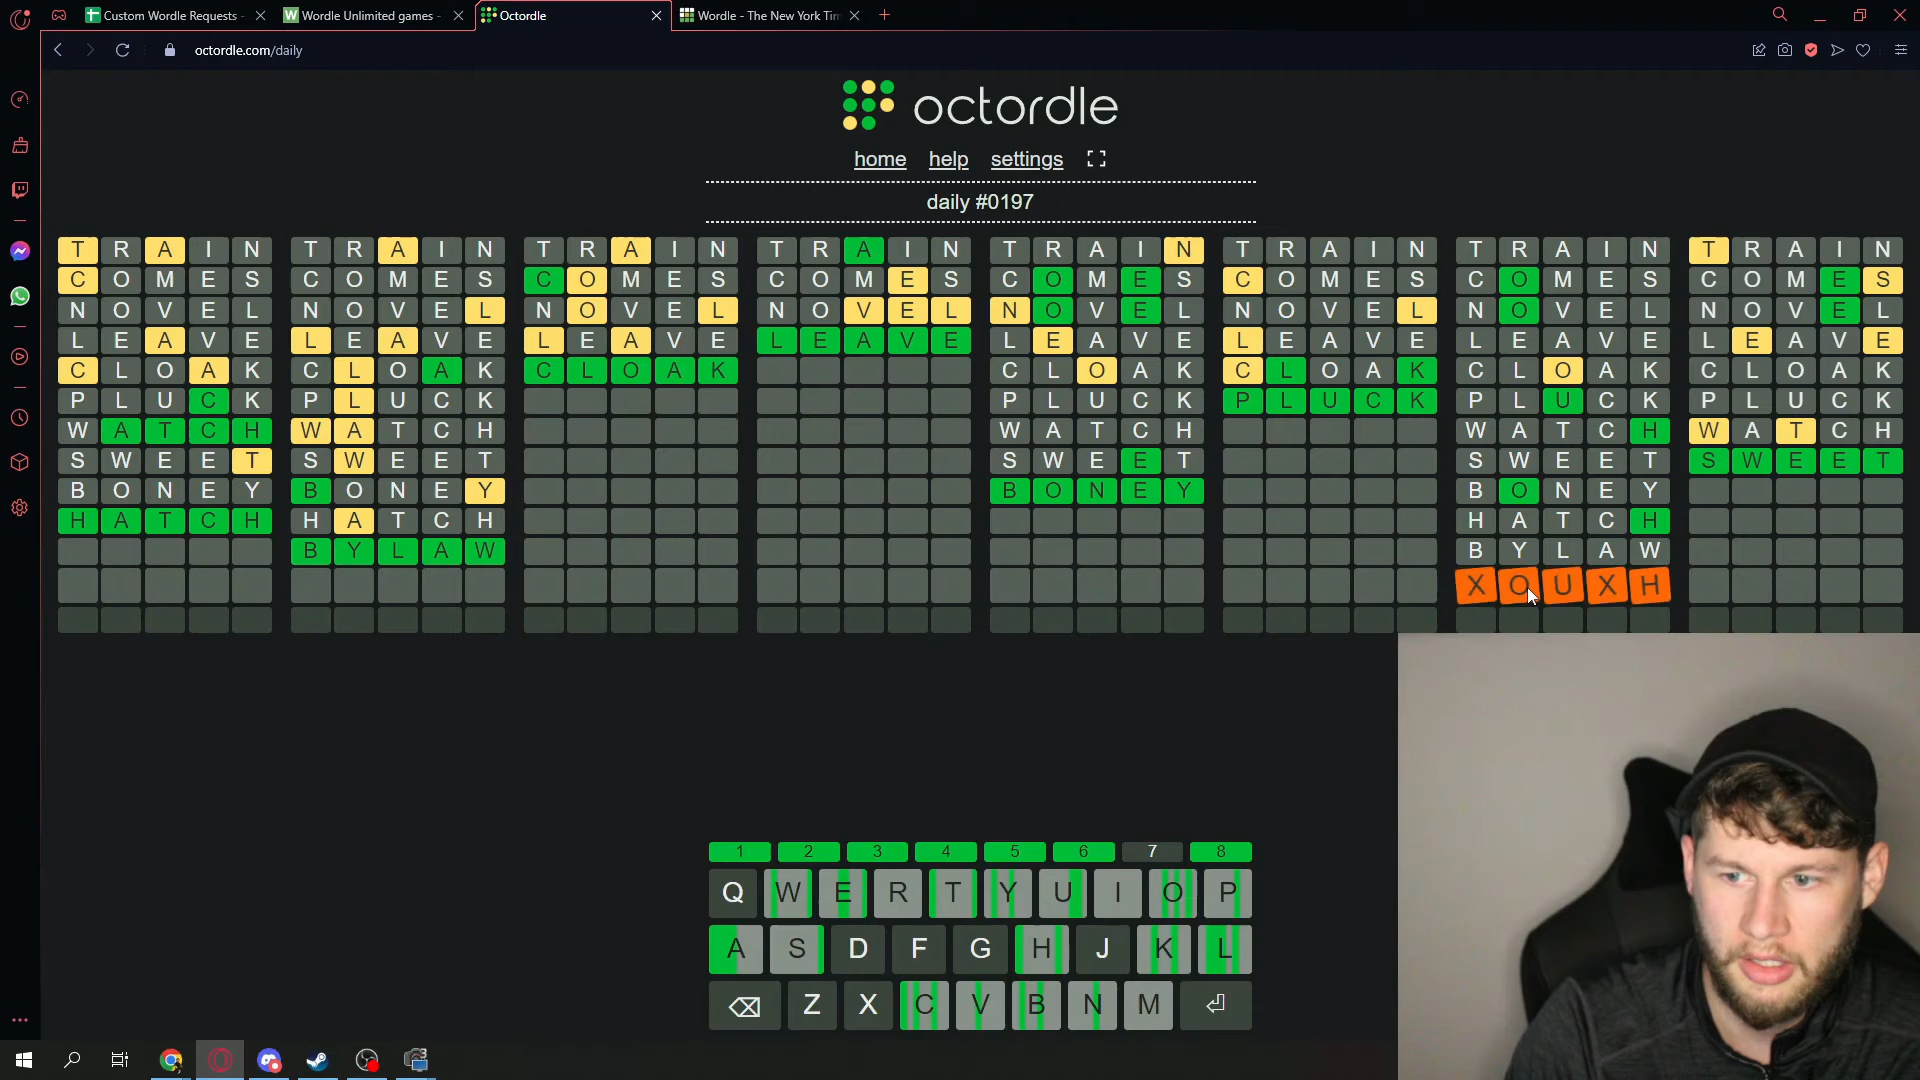 Custom Wordle Requests -
Wordle Unlimited games -
Octordle
Wordle - The New York Tim
octordle.com/daily
octordle
home help settings
daily #0197
TRAIN TRAIN TRAIN TRAIN TRAIN TRAIN TRAIN TRAIN
COMES COMES COMES COMES COMES COMES COMES COMES
NOVEL NOVEL NOVEL NOVEL NOVEL NOVEL NOVEL NOVEL
LEAVE LEAVE LEAVE LEAVE LEAVE LEAVE LEAVE LEAVE
CLOAK CLOAK CLOAK CLOAK CLOAK CLOAK CLOAK
PLUCK PLUCK PLUCK PLUCK PLUCK PLUCK
WATCH WATCH WATCH WATCH WATCH
SWEET SWEET SWEET SWEET SWEET
BONEY BONEY BONEY BONEY
HATCH HATCH HATCH
BYLAW BYLAW
XOUXH
1 2 3 4 5 6 7 8
Q W E R T Y U I O P
A S D F G H J K L
Z X C V B N M